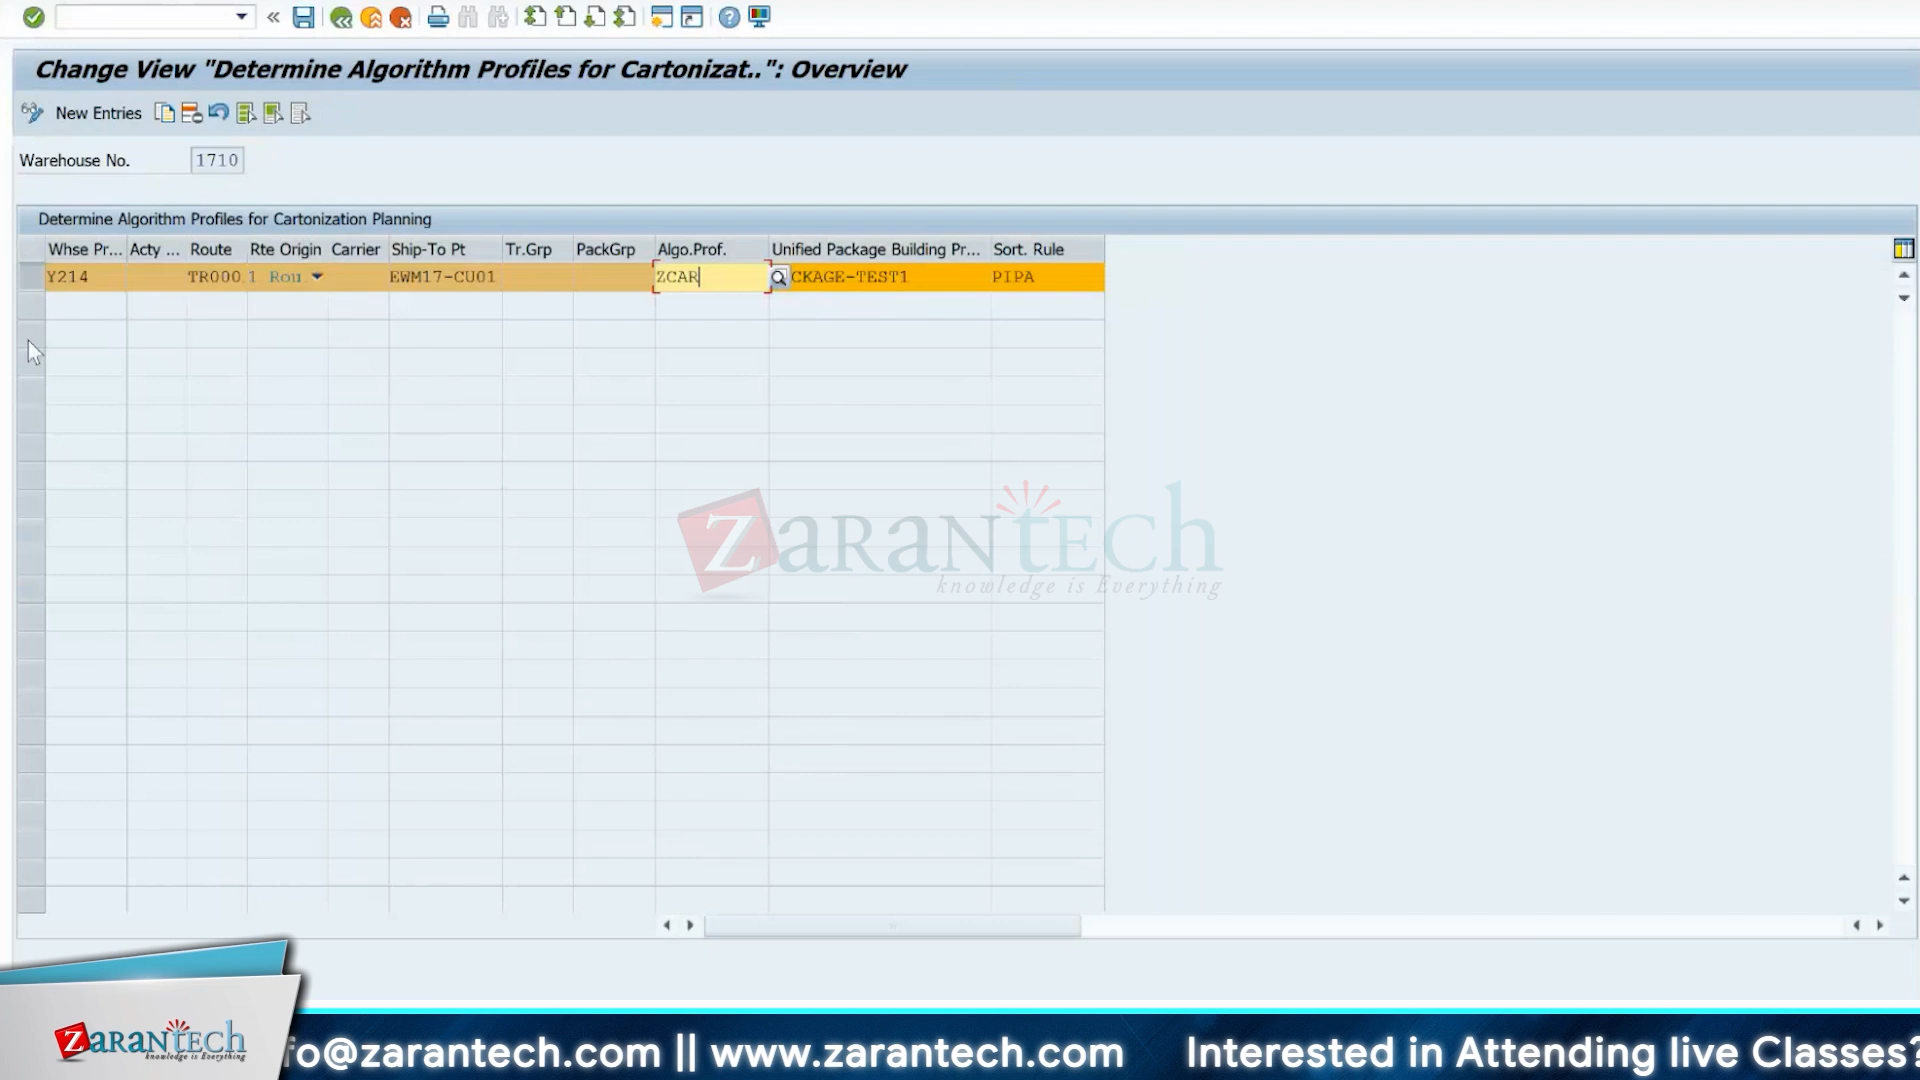 Change View "Determine Algorithm Profiles for Cartonizat..": Overview
New Entries
Warehouse No. 1710
Determine Algorithm Profiles for Cartonization Planning
Whse Pr... Acty ... Route Rte Origin Carrier Ship-To Pt Tr.Grp PackGrp Algo.Prof. Unified Package Building Pr... Sort. Rule
Y214 TR000 1 Rou EWM17-CU01 ZCAR CKAGE-TEST1 PIPA
ZARANTECH
knowledge is Everything
ZARANTECH
knowledge is Everything
fo@zarantech.com || www.zarantech.com Interested in Attending live Classes?